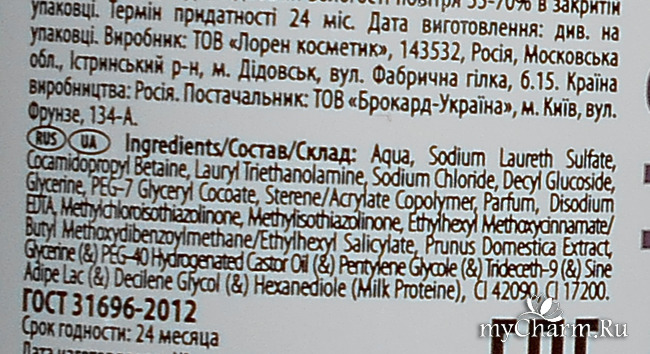 вологості повітря 55-70% в закритій
упаковці. Термін придатності 24 міс. Дата виготовлення: див. на
упаковці. Виробник: ТОВ «Лорен косметик», 143532, Росія, Московська
обл., Істринський р-н, м. Дідовськ, вул. Фабрична гілка, б.15. Країна
виробництва: Росія. Постачальник: ТОВ «Брокард-Україна», м. Київ, вул.
Фрунзе, 134-А.
RUS UA Ingredients/Состав/Склад: Aqua, Sodium Laureth Sulfate,
Cocamidopropyl Betaine, Lauryl Triethanolamine, Sodium Chloride, Decyl Glucoside,
Glycerine, PEG-7 Glyceryl Cocoate, Sterene/Acrylate Copolymer, Parfum, Disodium
EDTA, Methylchloroisothiazolinone, Methylisothiazolinone, Ethylhexyl Methoxycinnamate/
Butyl Methoxydibenzoylmethane/Ethylhexyl Salicylate, Prunus Domestica Extract,
Glycerine (&) PEG-40 Hydrogenated Castor Oil (&) Pentylene Glycole (&) Trideceth-9 (&) Sine
Adipe Lac (&) Decilene Glycol (&) Hexanediole (Milk Proteine), CI 42090, CI 17200.
ГОСТ 31696-2012
Срок годности: 24 месяца
myCharm.Ru